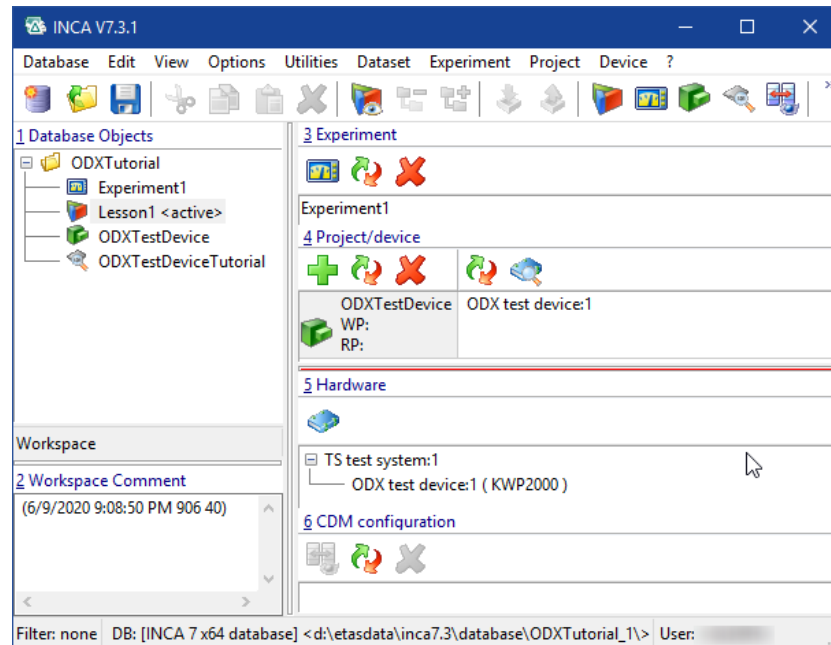 INCA V7.3.1
Database Edit View Options Utilities Dataset Experiment Project Device ?
1 Database Objects
ODXTutorial
Experiment1
Lesson1 <active>
ODXTestDevice
ODXTestDeviceTutorial
Workspace
2 Workspace Comment
(6/9/2020 9:08:50 PM 906 40)
3 Experiment
Experiment1
4 Project/device
ODXTestDevice ODX test device:1
WP:
RP:
5 Hardware
TS test system:1
ODX test device:1 ( KWP2000 )
6 CDM configuration
Filter: none DB: [INCA 7 x64 database] <d:\etasdata\inca7.3\database\ODXTutorial_1\> User: